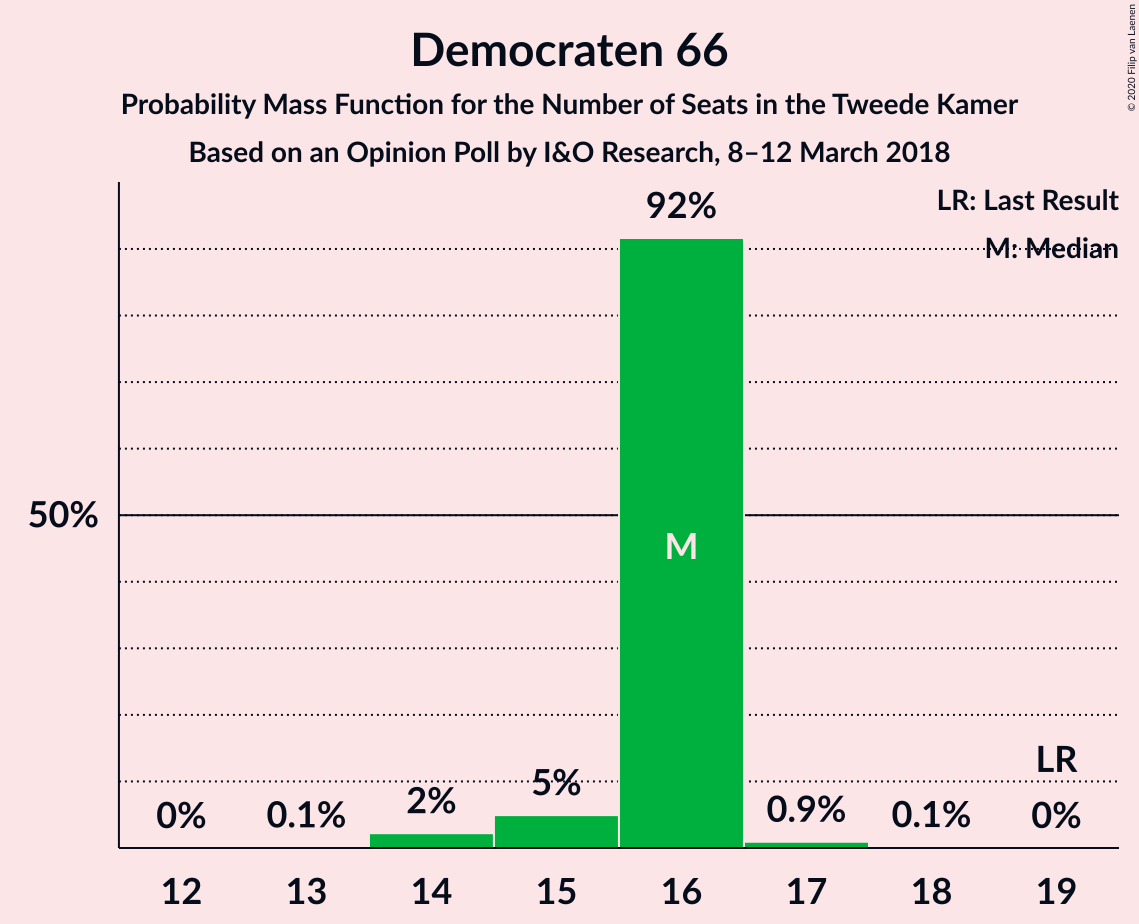 Democraten 66
Probability Mass Function for the Number of Seats in the Tweede Kamer
Based on an Opinion Poll by I&O Research, 8–12 March 2018
© 2020 Filip van Laenen
LR: Last Result
M: Median
92%
50%
M
LR
0%
0.1%
2%
5%
0.9%
0.1%
0%
12 13 14 15 16 17 18 19